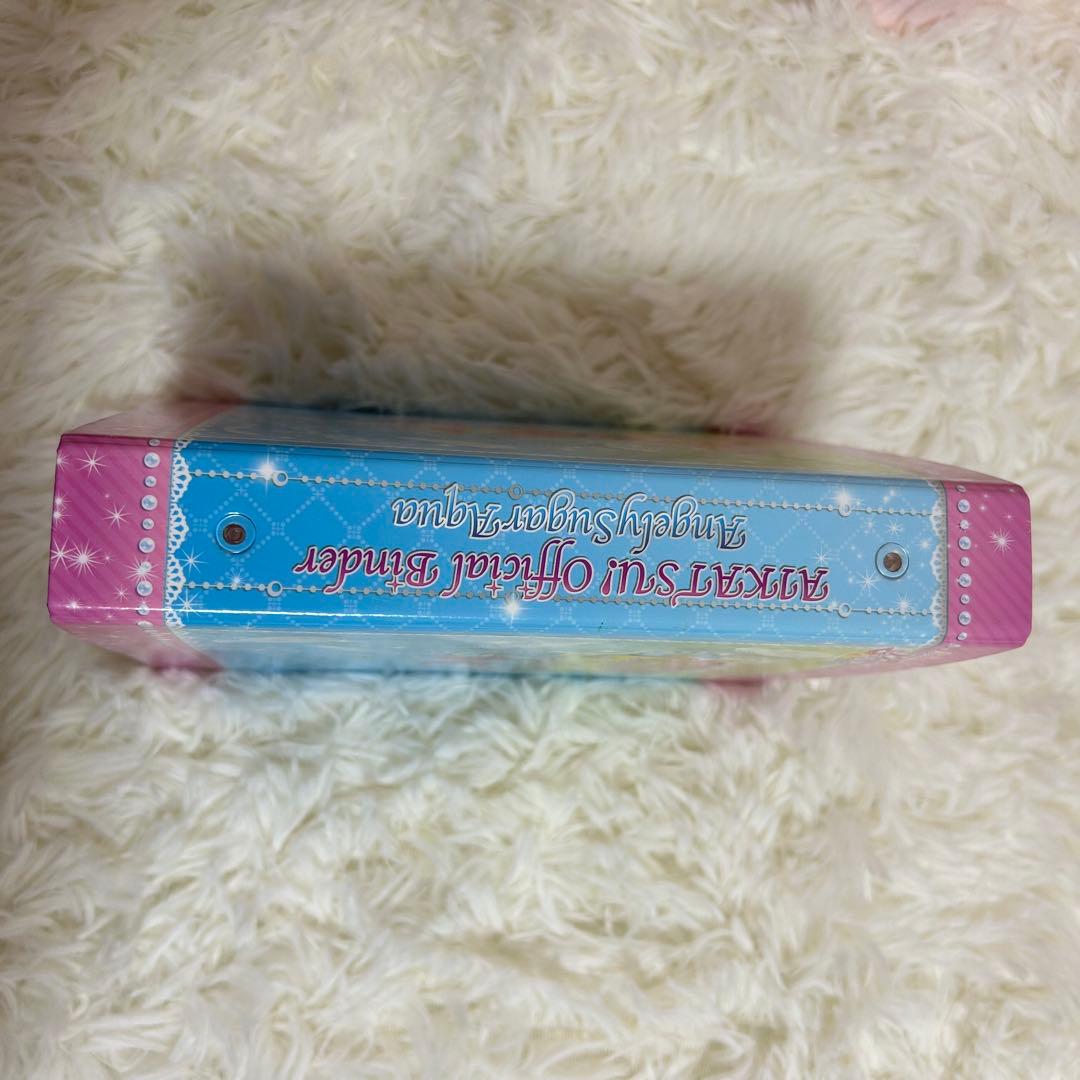 AIKATSU! Official Binder
AngelySugar Aqua